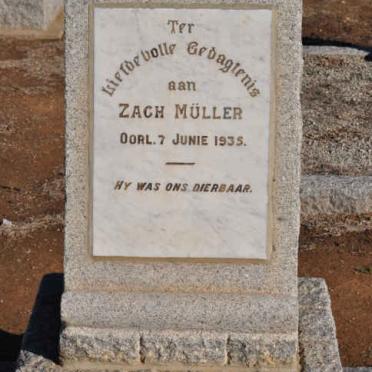 Ter
Liefdevolle Gedagtenis
aan
ZACH MÜLLER
OORL. 7 JUNIE 1935.
HY WAS ONS DIERBAAR.